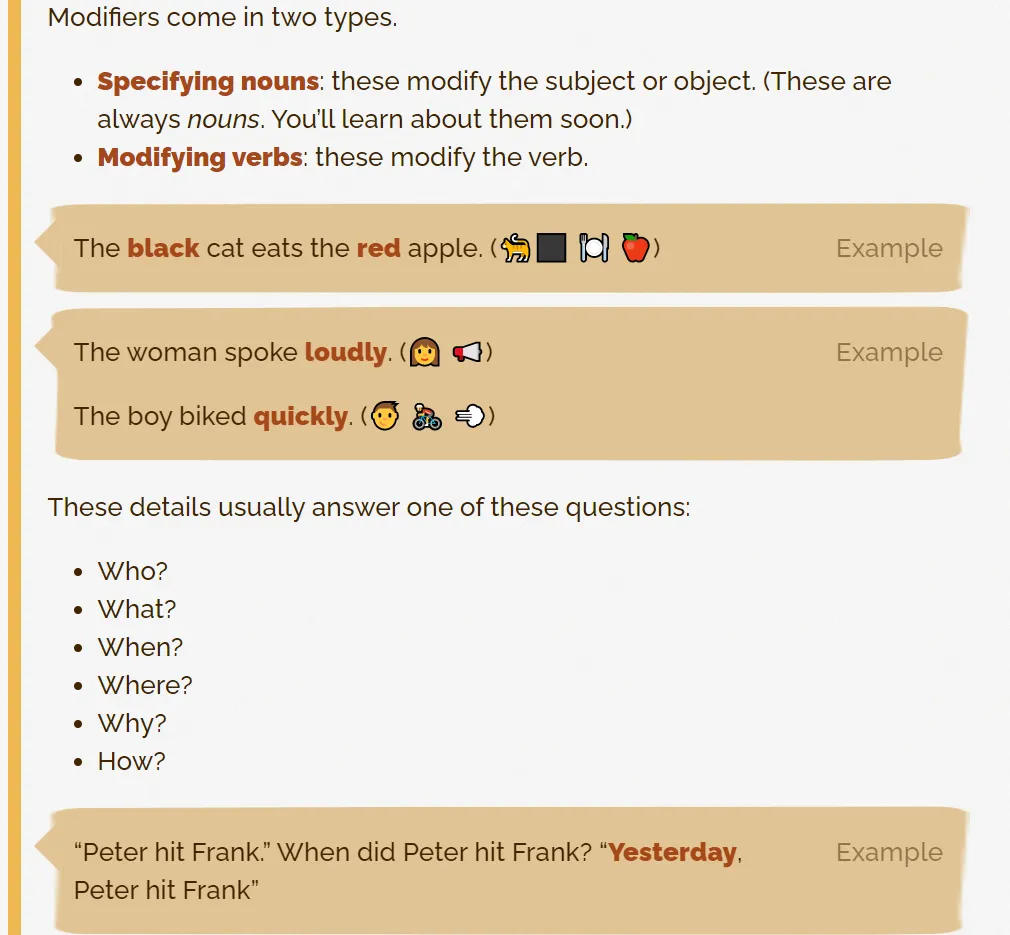 Modifiers come in two types.
• Specifying nouns: these modify the subject or object. (These are
always nouns. You’ll learn about them soon.)
• Modifying verbs: these modify the verb.
The black cat eats the red apple. (🐈⬛ 🍽 🍎)
Example
The woman spoke loudly. (👩 📢)
Example
The boy biked quickly. (👦 🚴 💨)
These details usually answer one of these questions:
• Who?
• What?
• When?
• Where?
• Why?
• How?
“Peter hit Frank.” When did Peter hit Frank? “Yesterday,
Example
Peter hit Frank”